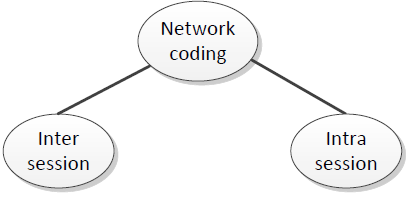 Network
coding
Inter
session
Intra
session